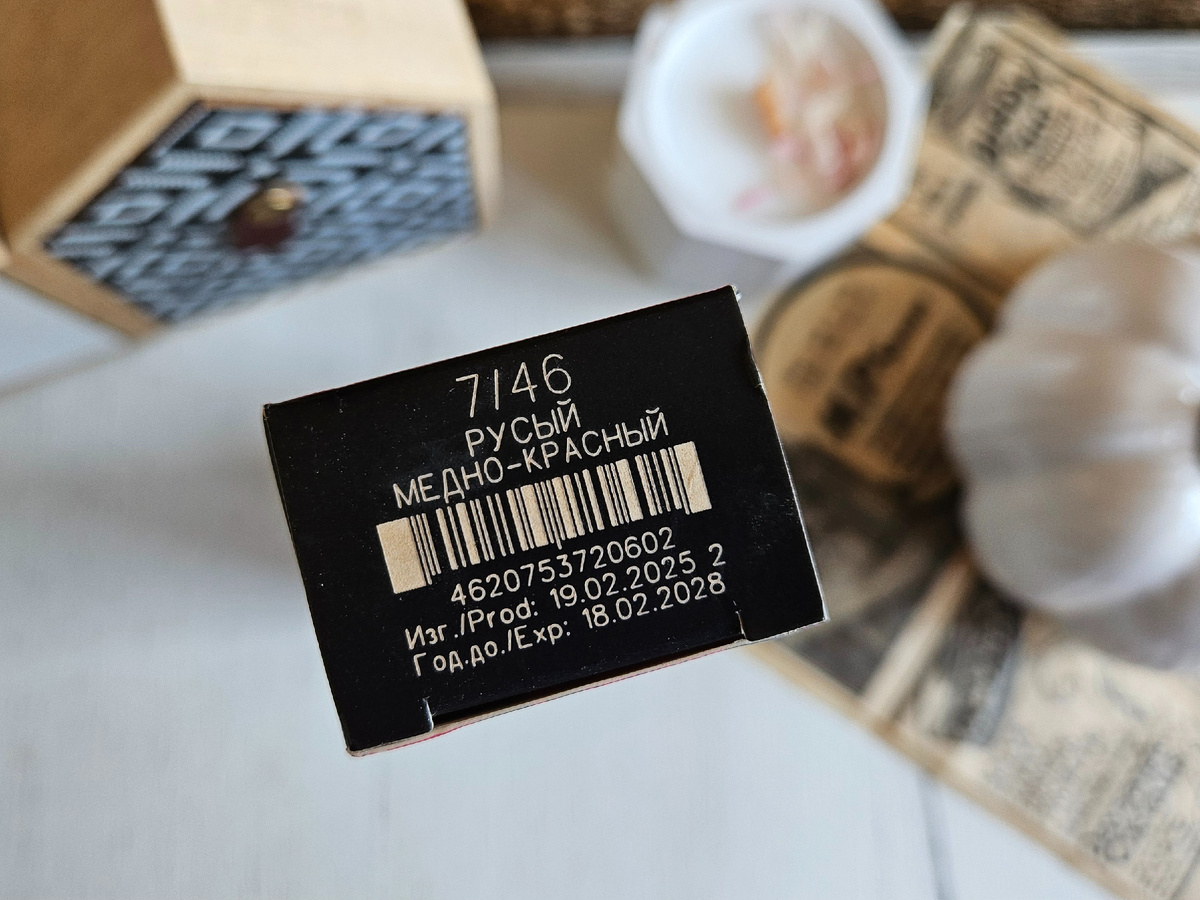 7/46
РУСЫЙ
МЕДНО-КРАСНЫЙ
4620753720602
Изг./Prod: 19.02.2025 2
Год.до./Exp: 18.02.2028